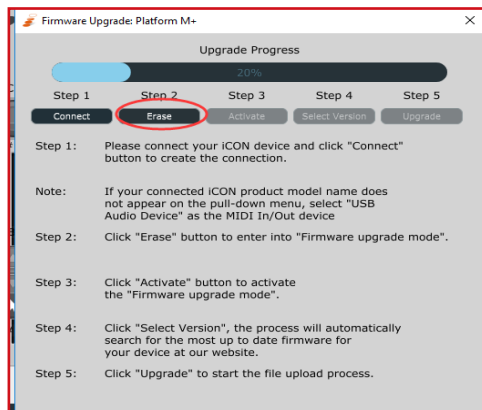 Firmware Upgrade: Platform M+
Upgrade Progress
20%
Step 1 Step 2 Step 3 Step 4 Step 5
Connect Erase Activate Select Version Upgrade
Step 1: Please connect your iCON device and click "Connect"
button to create the connection.
Note: If your connected iCON product model name does
not appear on the pull-down menu, select "USB
Audio Device" as the MIDI In/Out device
Step 2: Click "Erase" button to enter into "Firmware upgrade mode".
Step 3: Click "Activate" button to activate
the "Firmware upgrade mode".
Step 4: Click "Select Version", the process will automatically
search for the most up to date firmware for
your device at our website.
Step 5: Click "Upgrade" to start the file upload process.